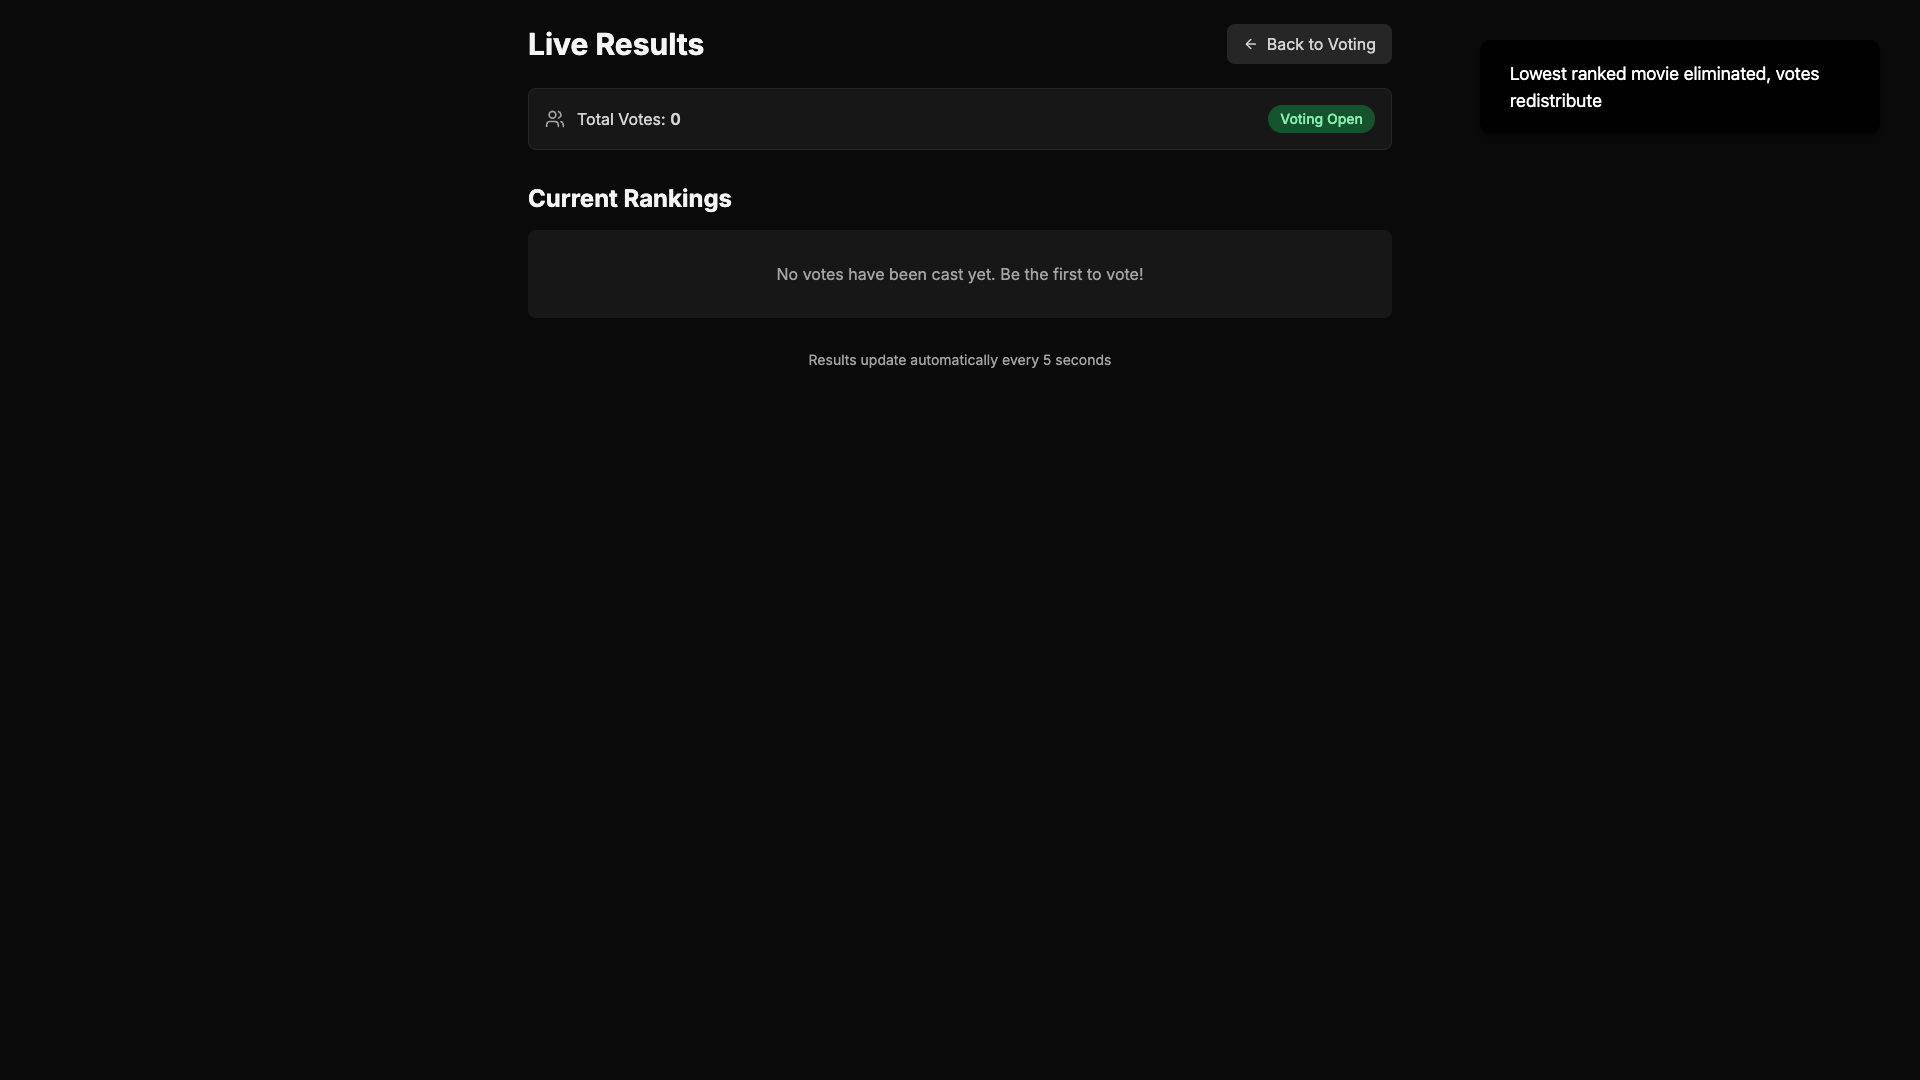 Live Results
Back to Voting
Total Votes: 0
Voting Open
Lowest ranked movie eliminated, votes
redistribute
Current Rankings
No votes have been cast yet. Be the first to vote!
Results update automatically every 5 seconds